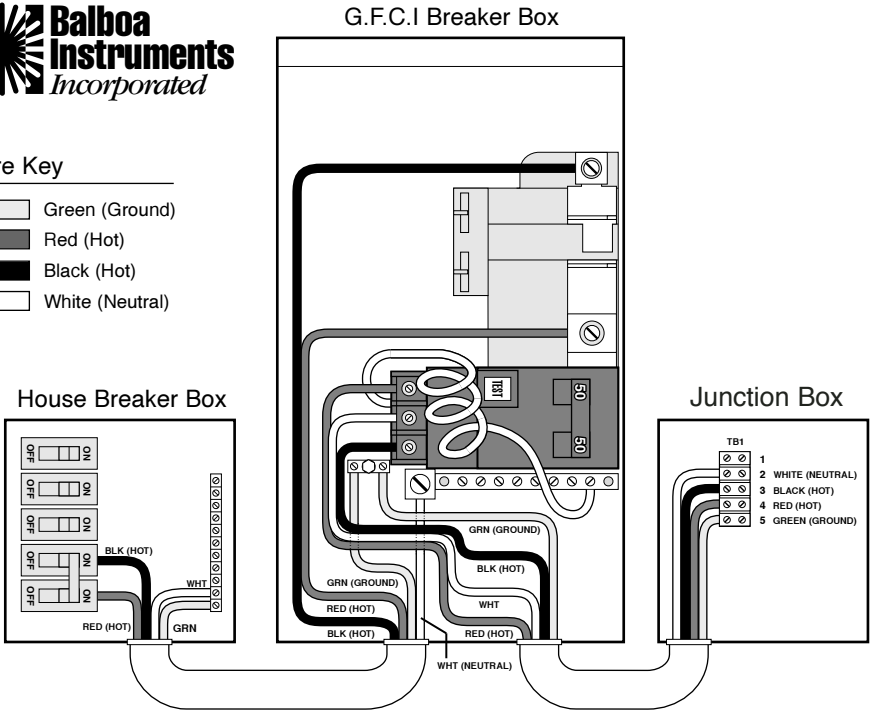 G.F.C.I Breaker Box
Balboa
Instruments
Incorporated
re Key
Green (Ground)
Red (Hot)
Black (Hot)
White (Neutral)
TEST
50
50
House Breaker Box
OFF ON
OFF ON
OFF ON
OFF ON
OFF ON
BLK (HOT)
WHT
RED (HOT)
GRN
GRN (GROUND)
BLK (HOT)
GRN (GROUND)
RED (HOT)
WHT
BLK (HOT)
RED (HOT)
WHT (NEUTRAL)
Junction Box
TB1
1
2 WHITE (NEUTRAL)
3 BLACK (HOT)
4 RED (HOT)
5 GREEN (GROUND)